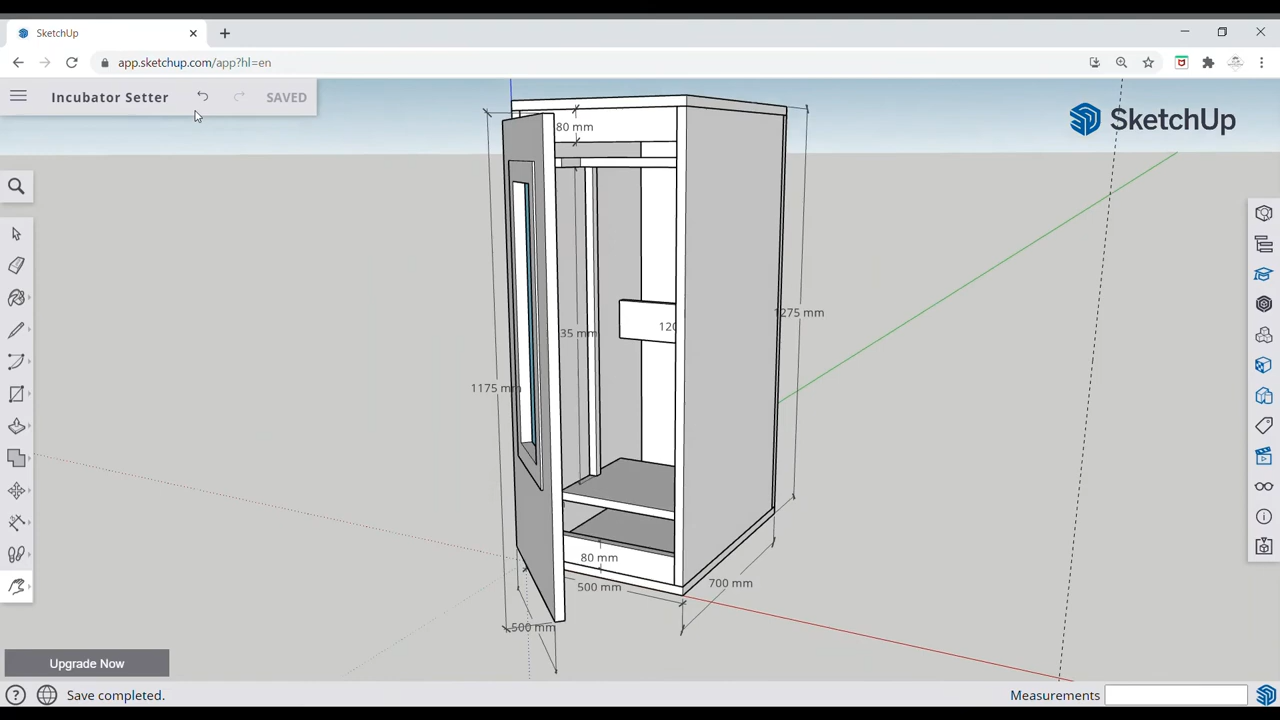 SketchUp
app.sketchup.com/app?hl=en
Incubator Setter
SAVED
SketchUp
80 mm
35 mm
120
1275 mm
1175 mm
80 mm
500 mm
700 mm
500 mm
Upgrade Now
Save completed.
Measurements